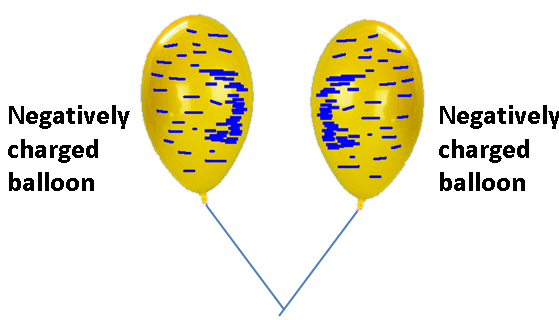 Negatively
charged
balloon
Negatively
charged
balloon